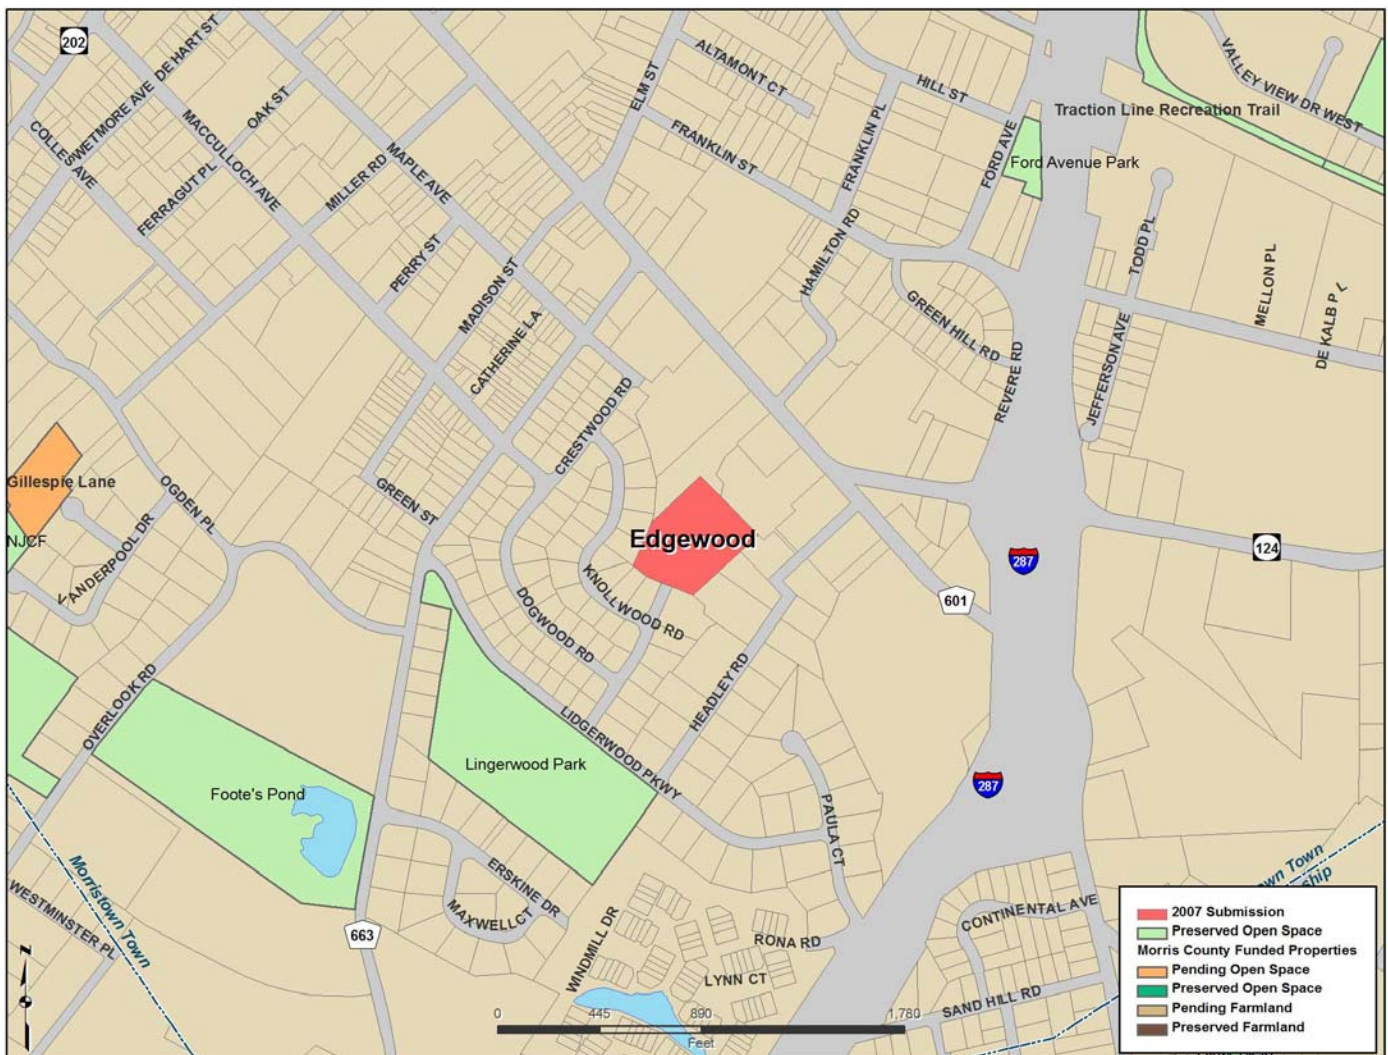 202
DE HART ST
WETMORE AVE
COLLES AVE
OAK ST
MACCULLOCH AVE
FERRAGUT PL
MILLER RD
MAPLE AVE
PERRY ST
MADISON ST
CATHERINE LA
ELM ST
ALTAMONT CT
FRANKLIN ST
FRANKLIN PL
HILL ST
FORD AVE
Ford Avenue Park
Traction Line Recreation Trail
VALLEY VIEW DR WEST
HAMILTON RD
GREEN HILL RD
REVERE RD
TODD PL
JEFFERSON AVE
MELLON PL
DE KALB PL
CRESTWOOD RD
Gillespie Lane
NJCF
VANDERPOOL DR
OGDEN PL
GREEN ST
Edgewood
KNOLLWOOD RD
DOGWOOD RD
HEADLEY RD
287
124
601
OVERLOOK RD
Foote's Pond
Lingerwood Park
LIDGERWOOD PKWY
PAULA CT
287
ERSKINE DR
MAXWELL CT
663
WINDMILL DR
RONA RD
LYNN CT
CONTINENTAL AVE
SAND HILL RD
Morristown Town
WESTMINSTER PL
own Town
ship
N
0 445 890 1,780
Feet
2007 Submission
Preserved Open Space
Morris County Funded Properties
Pending Open Space
Preserved Open Space
Pending Farmland
Preserved Farmland